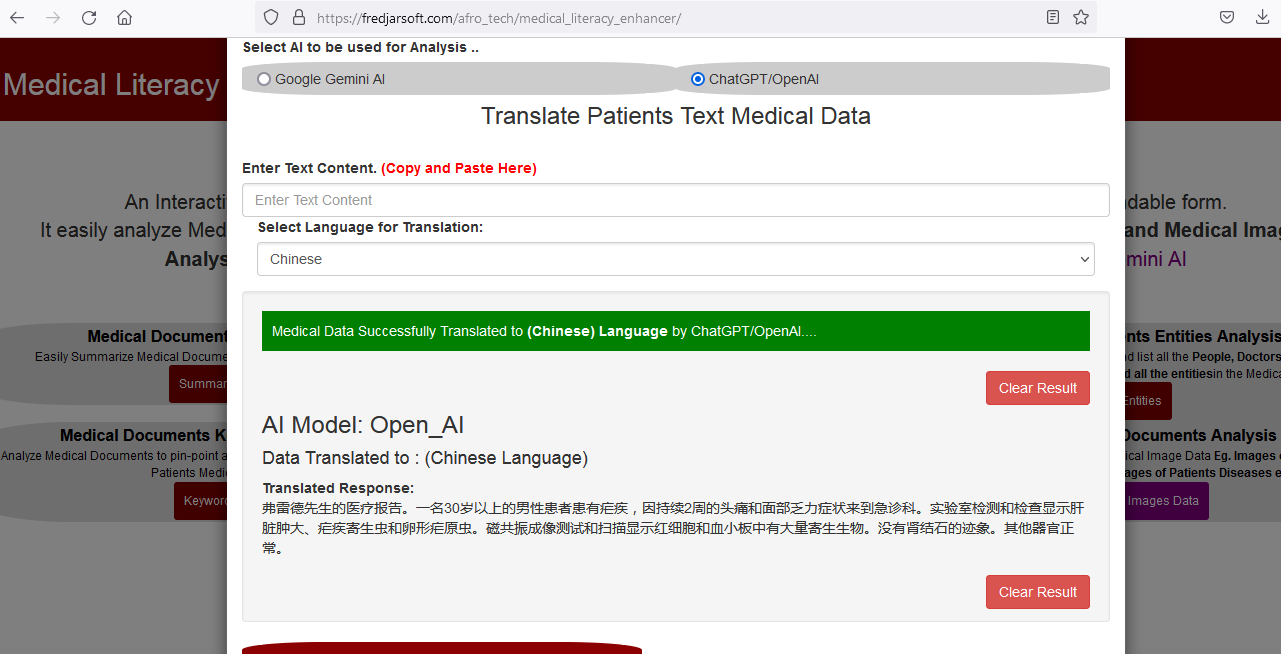 https://fredjarsoft.com/afro_tech/medical_literacy_enhancer/
Medical Literacy
Select AI to be used for Analysis ..
Google Gemini AI
ChatGPT/OpenAI
Translate Patients Text Medical Data
Enter Text Content. (Copy and Paste Here)
Enter Text Content
Select Language for Translation:
Chinese
Medical Data Successfully Translated to (Chinese) Language by ChatGPT/OpenAI....
Clear Result
AI Model: Open_AI
Data Translated to : (Chinese Language)
Translated Response:
弗雷德先生的医疗报告。一名30岁以上的男性患者患有疟疾，因持续2周的头痛和面部乏力症状来到急诊科。实验室检测和检查显示肝
脏肿大、疟疾寄生虫和卵形疟原虫。磁共振成像测试和扫描显示红细胞和血小板中有大量寄生生物。没有肾结石的迹象。其他器官正
常。
Clear Result
An Interacti
It easily analyze Med
Analys
dable form.
and Medical Imag
mini AI
Medical Document
Easily Summarize Medical Docume
Summar
Medical Documents K
Analyze Medical Documents to pin-point a
Patients Medi
Keyword
nts Entities Analysis
d list all the People, Doctors
d all the entitiesin the Medica
Entities
Documents Analysis
ical Image Data Eg. Images o
ages of Patients Diseases e
Images Data